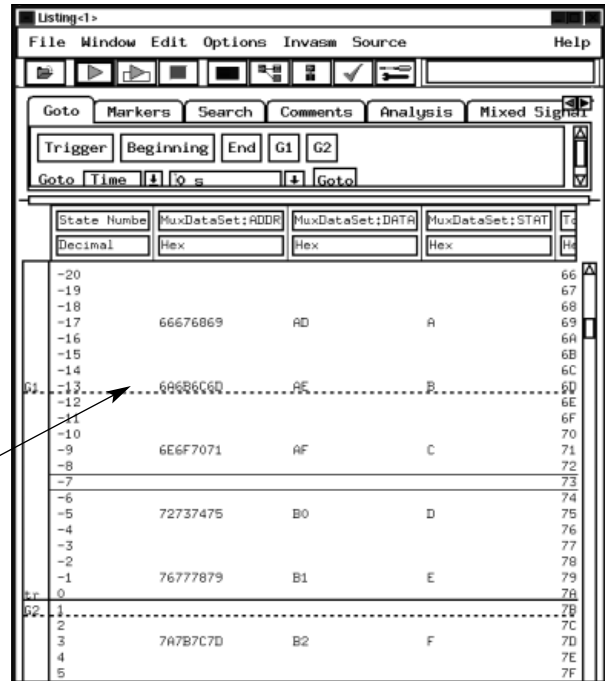 Listing<1>
File Window Edit Options Invasm Source Help
Goto Markers Search Comments Analysis Mixed Signal
Trigger Beginning End G1 G2
Goto Time 0 s Goto
State Numbe MuxDataSet:ADDR MuxDataSet:DATA MuxDataSet:STAT
Decimal Hex Hex Hex
-20 66
-19 67
-18 68
-17 66676869 AD A 69
-16 6A
-15 6B
-14 6C
G1 -13 6A6B6C6D AE B 6D
-12 6E
-11 6F
-10 70
-9 6E6F7071 AF C 71
-8 72
-7 73
-6 74
-5 72737475 B0 D 75
-4 76
-3 77
-2 78
-1 76777879 B1 E 79
tr 0 7A
G2 1 7B
2 7C
3 7A7B7C7D B2 F 7D
4 7E
5 7F